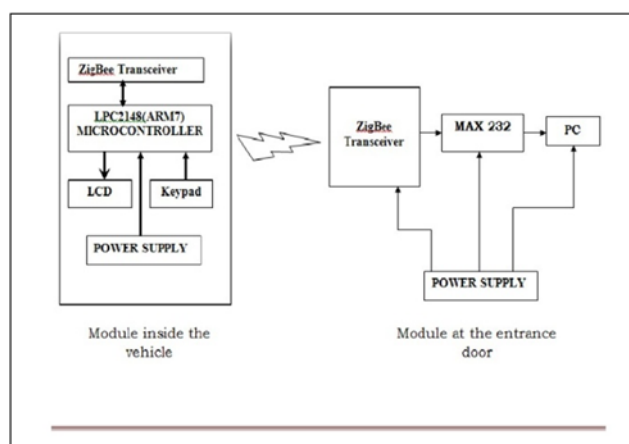 ZigBee Transceiver
LPC2148(ARM7)
MICROCONTROLLER
LCD
Keypad
POWER SUPPLY
Module inside the
vehicle
ZigBee
Transceiver
MAX 232
PC
POWER SUPPLY
Module at the entrance
door